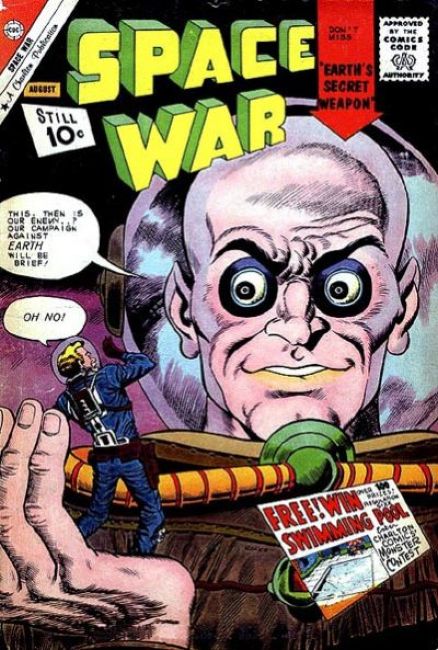 CDC
SPACE WAR
A Charlton Publication
AUGUST
SPACE
WAR
STILL
10¢
DON'T
MISS
"EARTH'S
SECRET
WEAPON"
APPROVED
BY THE
COMICS
CODE
AUTHORITY
THIS, THEN IS
OUR ENEMY..?
OUR CAMPAIGN
AGAINST
EARTH
WILL BE
BRIEF!
OH NO!
FREE! WIN
SWIMMING POOL
OVER 100
PRIZES!
CHARLTON
COMICS
MONSTER
CONTEST